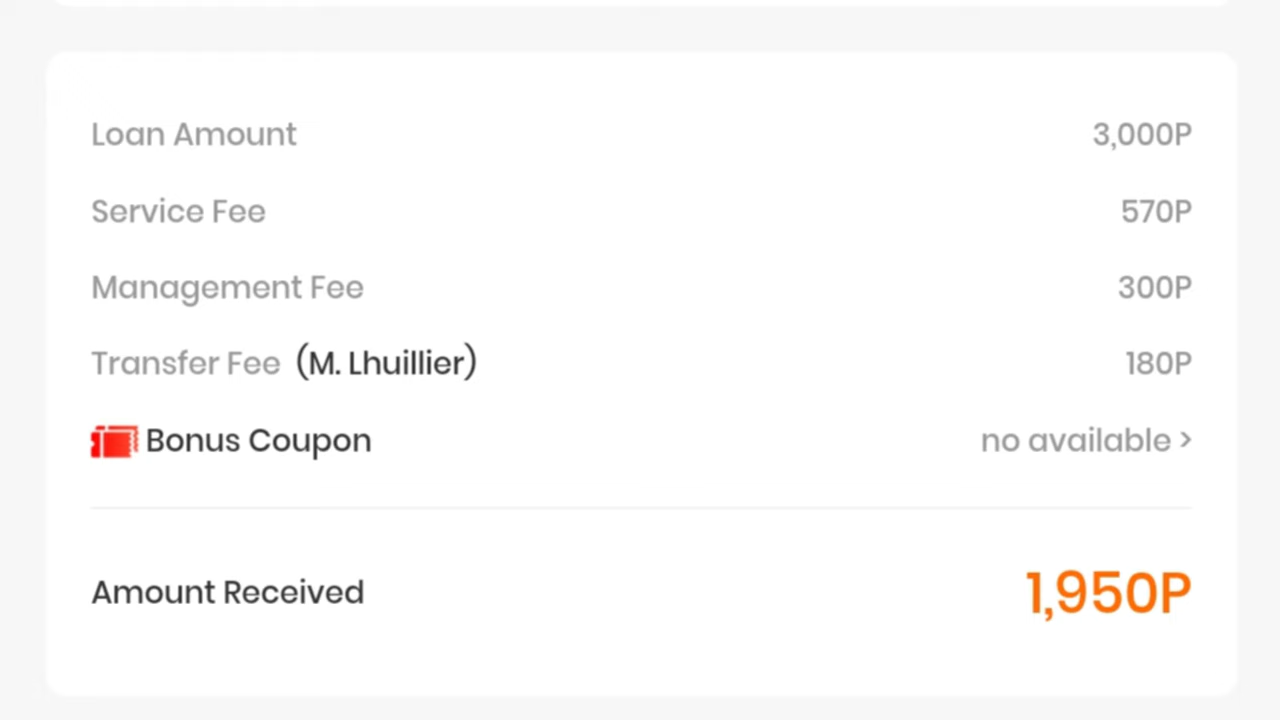 Loan Amount 3,000P
Service Fee 570P
Management Fee 300P
Transfer Fee (M. Lhuillier) 180P
Bonus Coupon no available >
Amount Received 1,950P